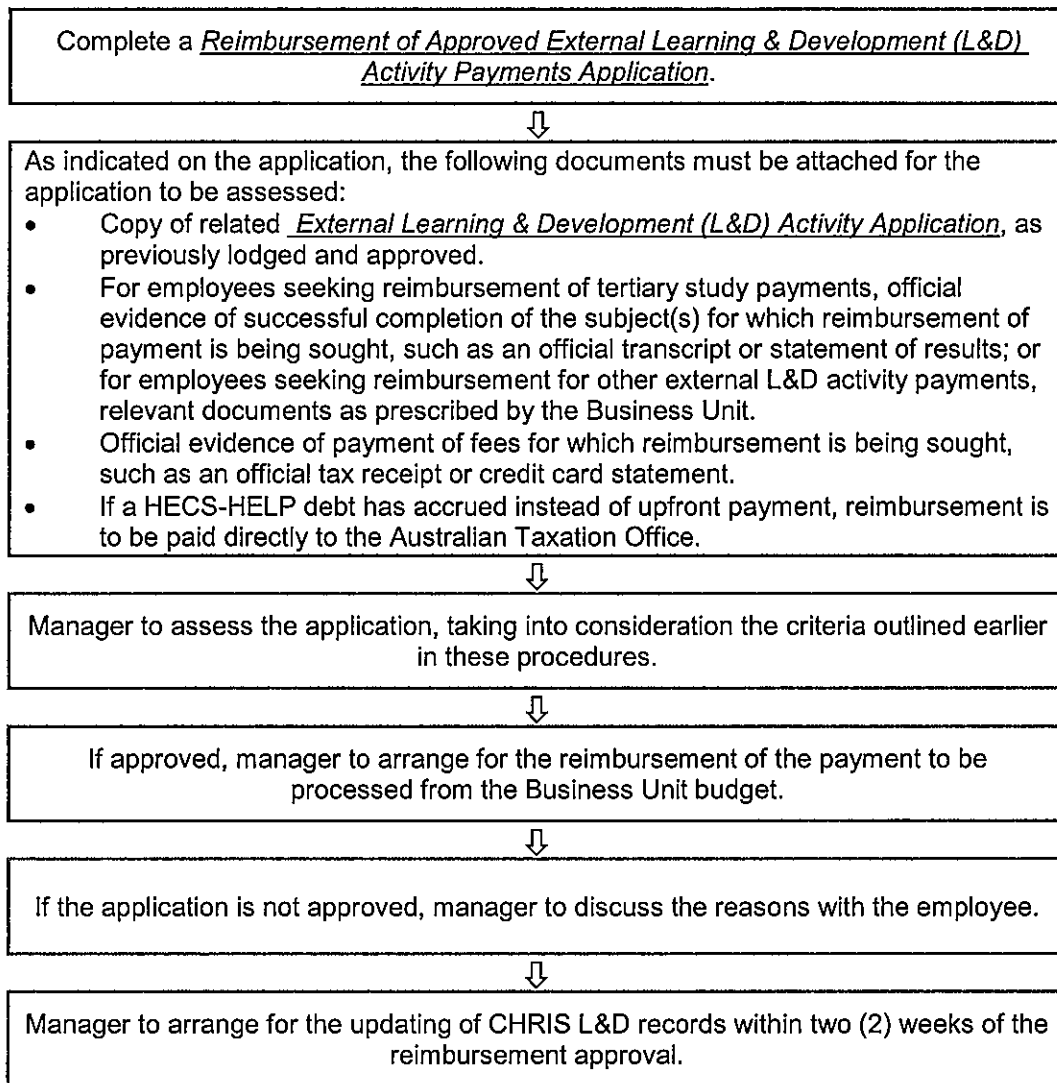 Complete a Reimbursement of Approved External Learning & Development (L&D)
Activity Payments Application.
As indicated on the application, the following documents must be attached for the
application to be assessed:
• Copy of related External Learning & Development (L&D) Activity Application, as
previously lodged and approved.
• For employees seeking reimbursement of tertiary study payments, official
evidence of successful completion of the subject(s) for which reimbursement of
payment is being sought, such as an official transcript or statement of results; or
for employees seeking reimbursement for other external L&D activity payments,
relevant documents as prescribed by the Business Unit.
• Official evidence of payment of fees for which reimbursement is being sought,
such as an official tax receipt or credit card statement.
• If a HECS-HELP debt has accrued instead of upfront payment, reimbursement is
to be paid directly to the Australian Taxation Office.
Manager to assess the application, taking into consideration the criteria outlined earlier
in these procedures.
If approved, manager to arrange for the reimbursement of the payment to be
processed from the Business Unit budget.
If the application is not approved, manager to discuss the reasons with the employee.
Manager to arrange for the updating of CHRIS L&D records within two (2) weeks of the
reimbursement approval.